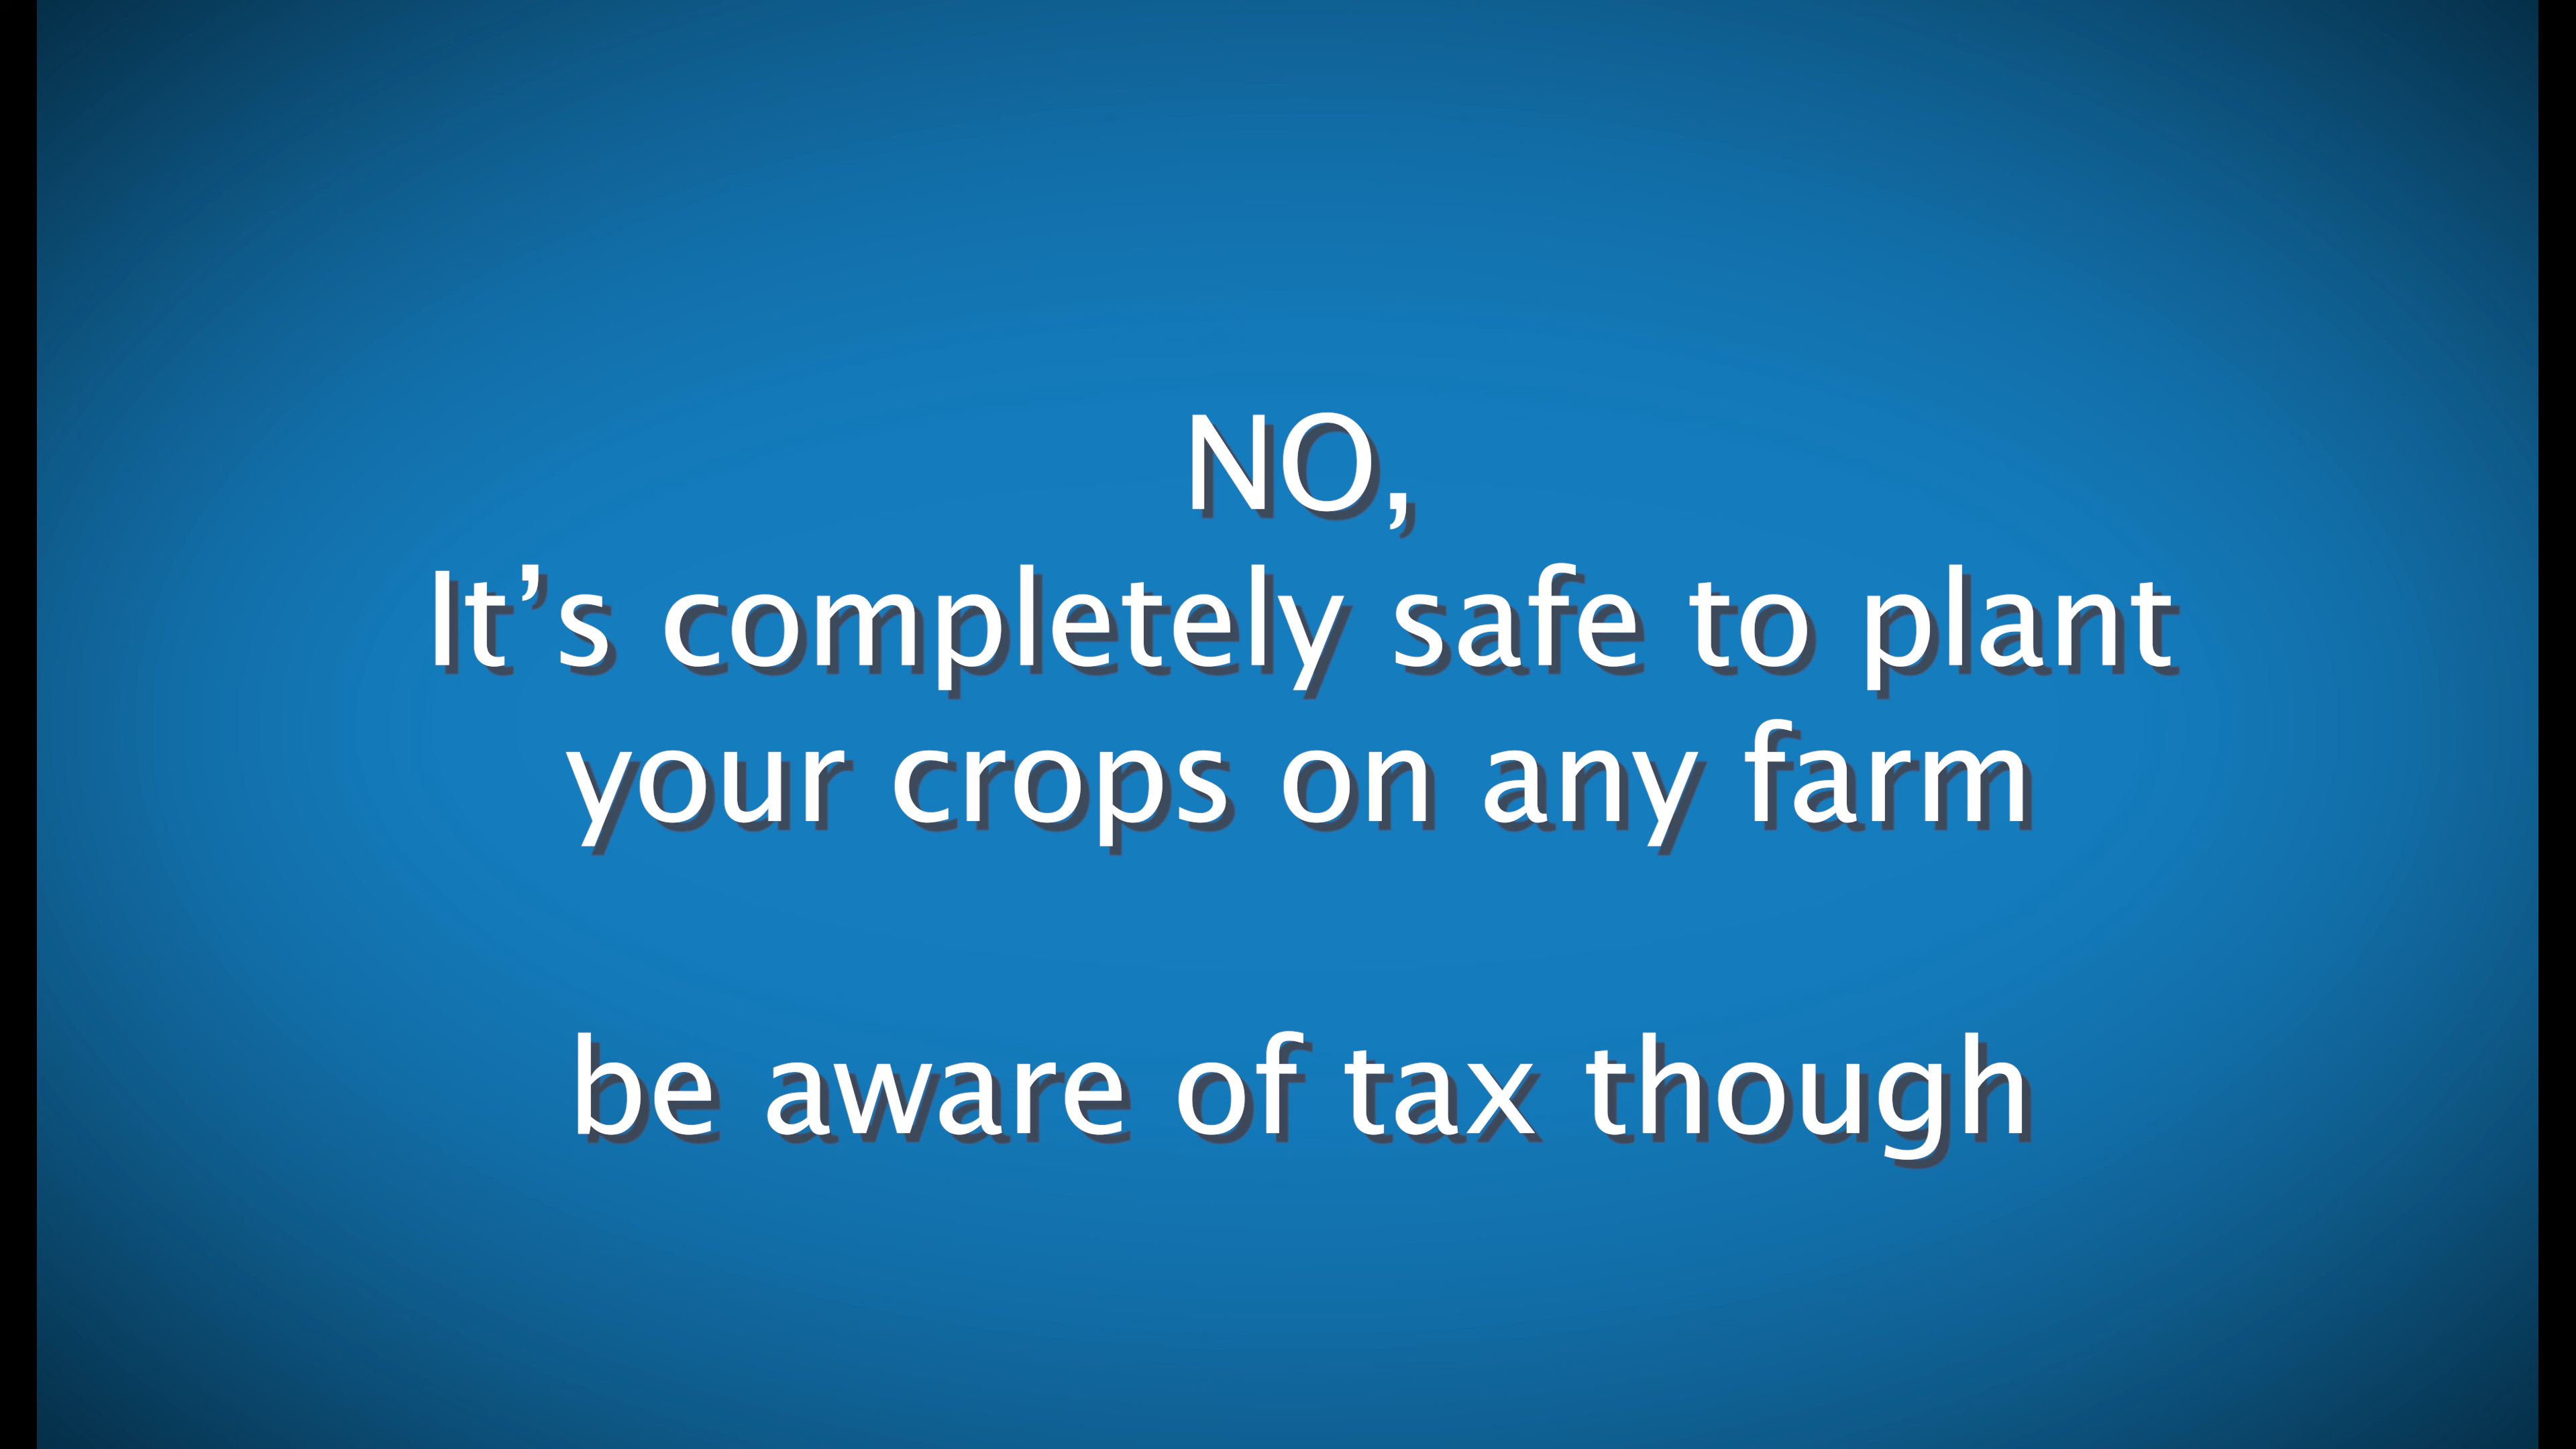 NO,
It’s completely safe to plant
your crops on any farm
be aware of tax though